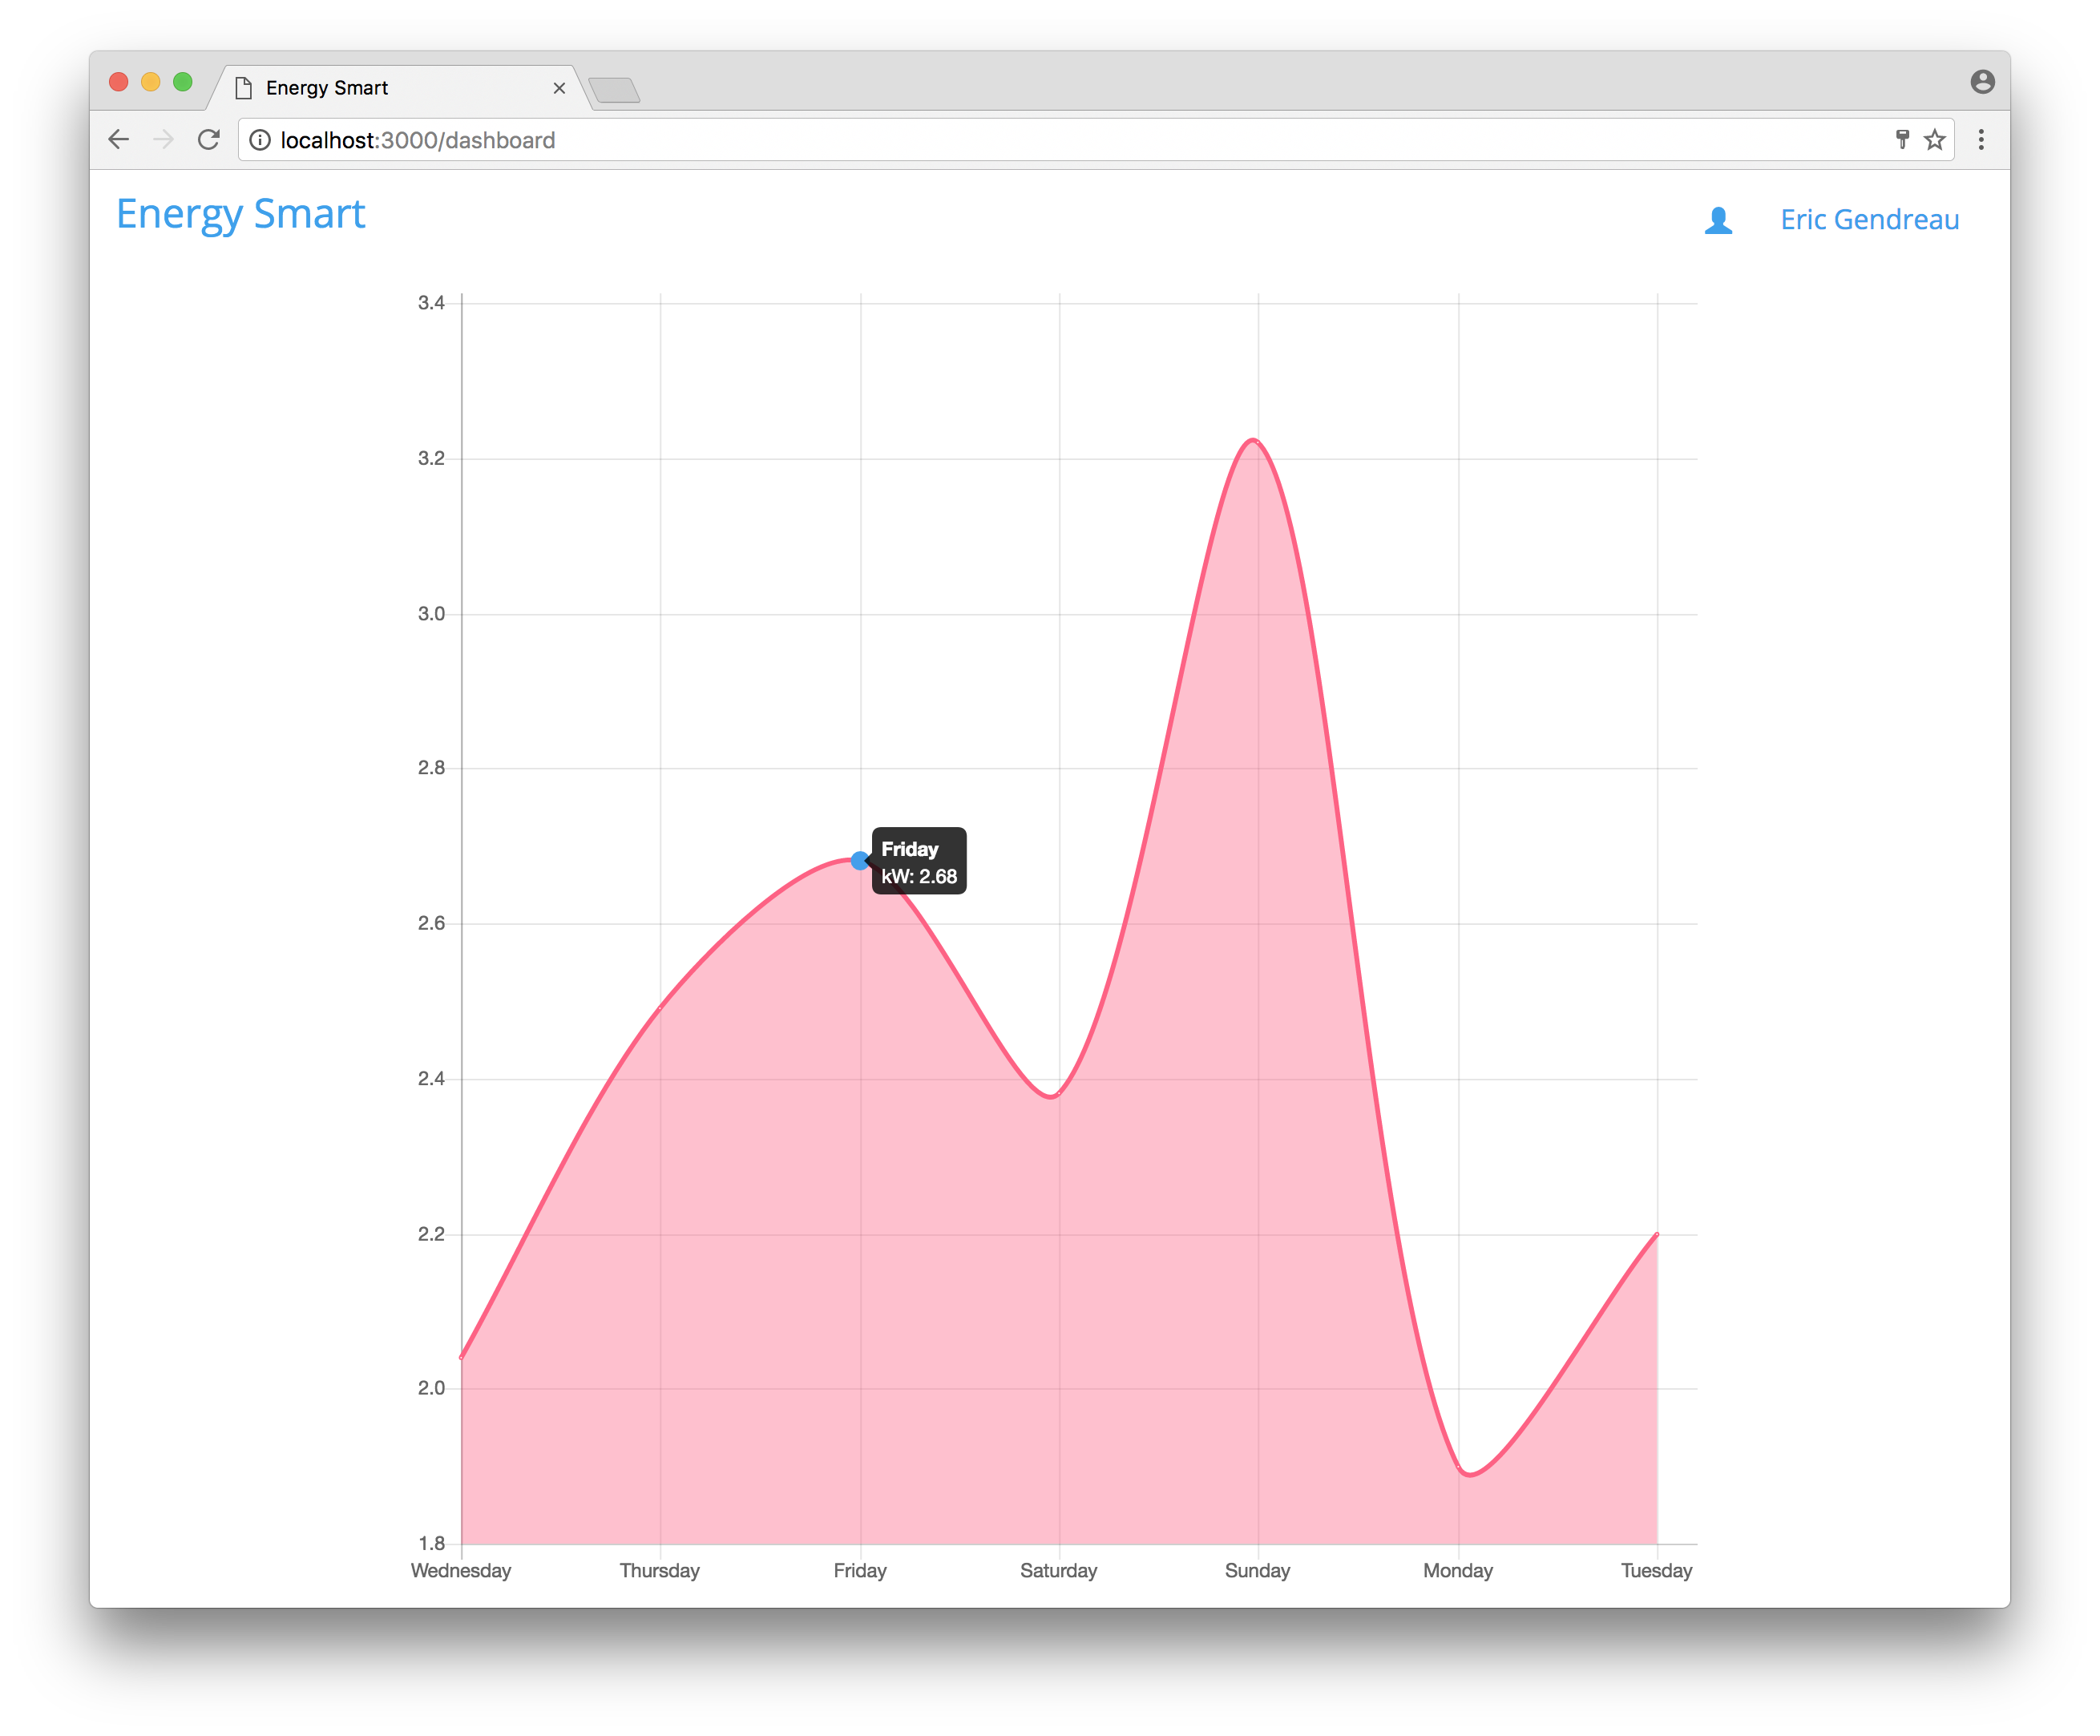 Energy Smart
localhost:3000/dashboard
Energy Smart
Eric Gendreau
3.4
3.2
3.0
2.8
2.6
2.4
2.2
2.0
1.8
Friday
kW: 2.68
Wednesday Thursday Friday Saturday Sunday Monday Tuesday